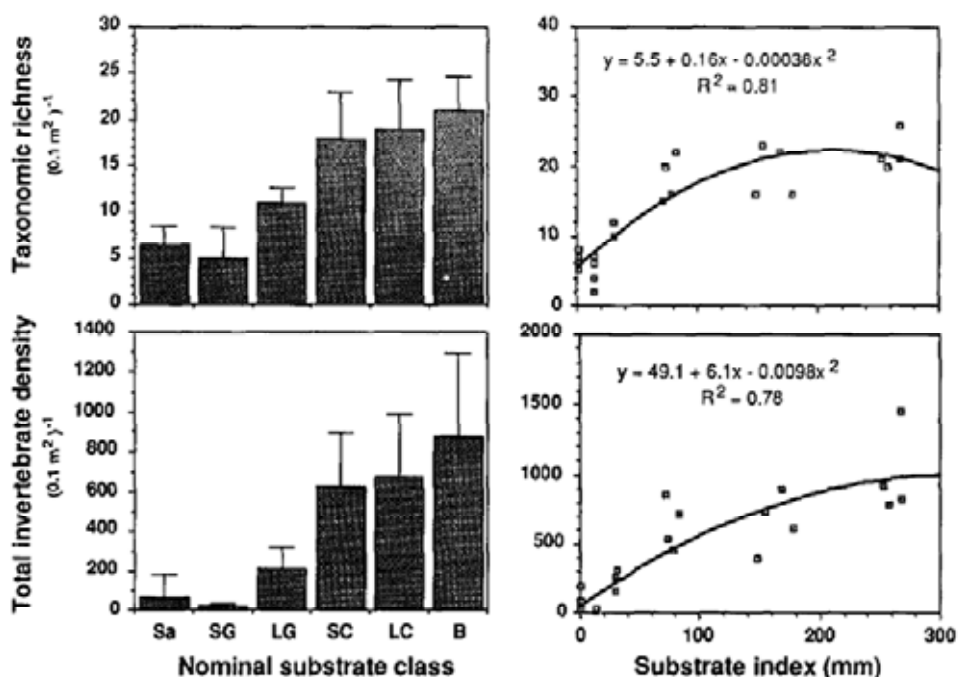 Taxonomic richness
(0.1 m²)⁻¹
30
25
20
15
10
5
0
40
30
20
10
0
y = 5.5 + 0.16x - 0.00036x²
R² = 0.81
Total invertebrate density
(0.1 m²)⁻¹
1400
1200
1000
800
600
400
200
0
Sa SG LG SC LC B
Nominal substrate class
2000
1500
1000
500
0
y = 49.1 + 6.1x - 0.0098x²
R² = 0.78
0 100 200 300
Substrate index (mm)